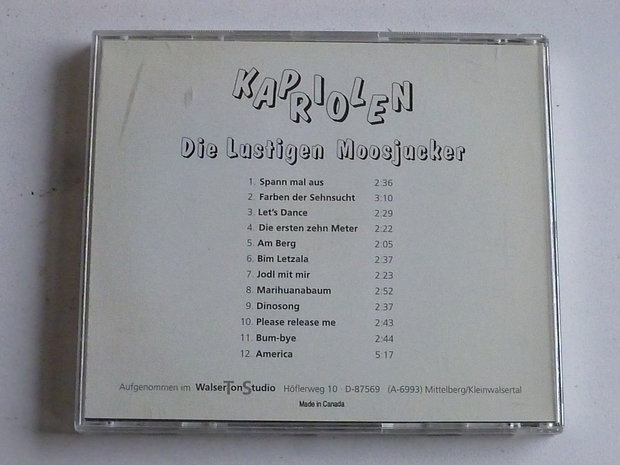 KAPRIOLEN
Die Lustigen Moosjucker
1. Spann mal aus 2:36
2. Farben der Sehnsucht 3:10
3. Let's Dance 2:29
4. Die ersten zehn Meter 2:22
5. Am Berg 2:05
6. Bim Letzala 2:37
7. Jodl mit mir 2:23
8. Marihuanabaum 2:52
9. Dinosong 2:37
10. Please release me 2:43
11. Bum-bye 2:44
12. America 5:17
Aufgenommen im WalserTonStudio Höflerweg 10 · D-87569 (A-6993) Mittelberg/Kleinwalsertal
Made in Canada